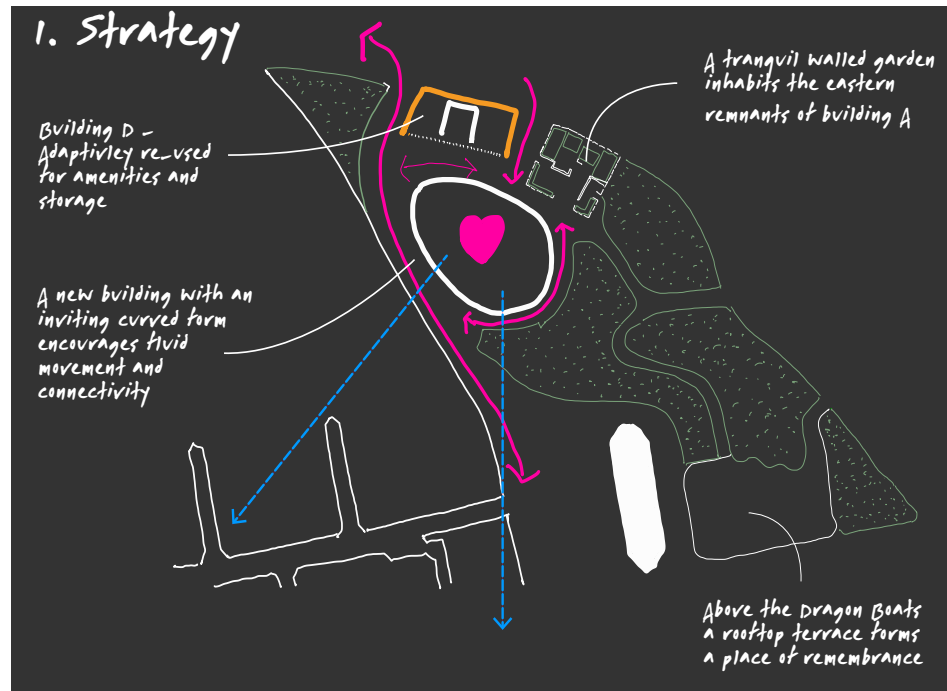 1. Strategy
Building D -
Adaptivley re-used
for amenities and
storage
A new building with an
inviting curved form
encourages fluid
movement and
connectivity
A tranquil walled garden
inhabits the eastern
remnants of building A
Above the Dragon Boats
a rooftop terrace forms
a place of remembrance